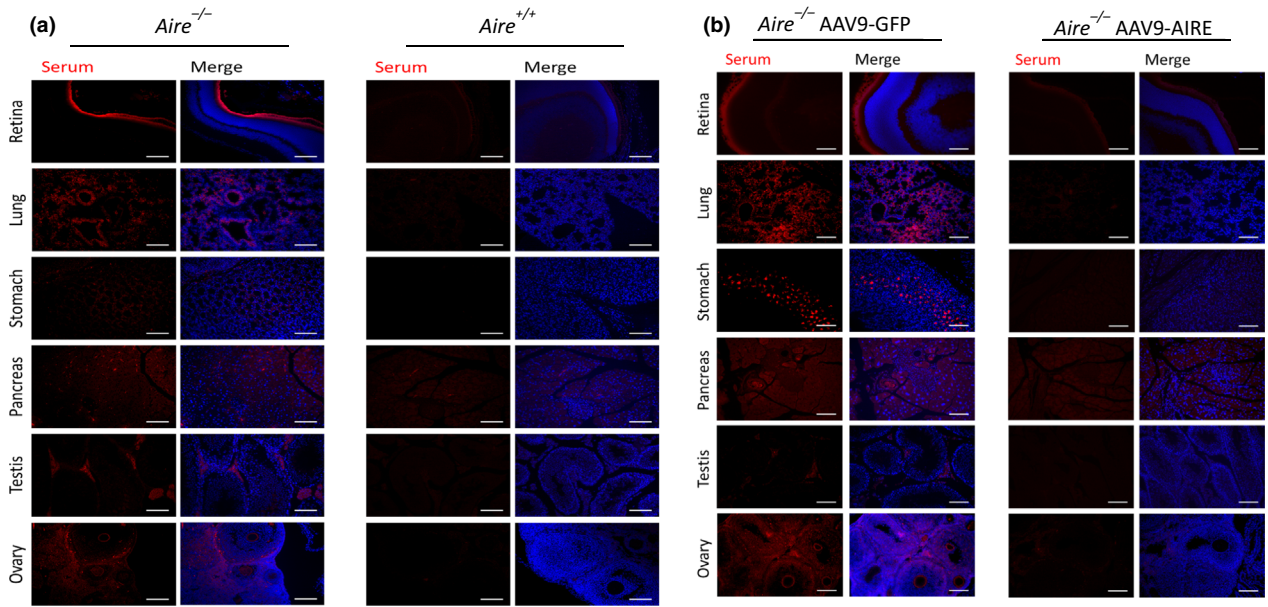 (a) Aire–/– Aire+/+
Serum Merge Serum Merge
Retina
Lung
Stomach
Pancreas
Testis
Ovary
(b) Aire–/– AAV9-GFP Aire–/– AAV9-AIRE
Serum Merge Serum Merge
Retina
Lung
Stomach
Pancreas
Testis
Ovary